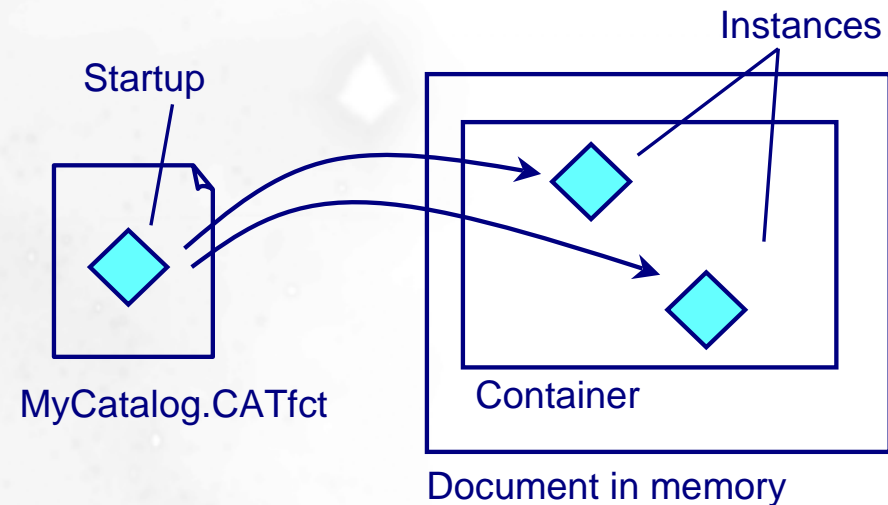 Instances
Startup
MyCatalog.CATfct
Container
Document in memory